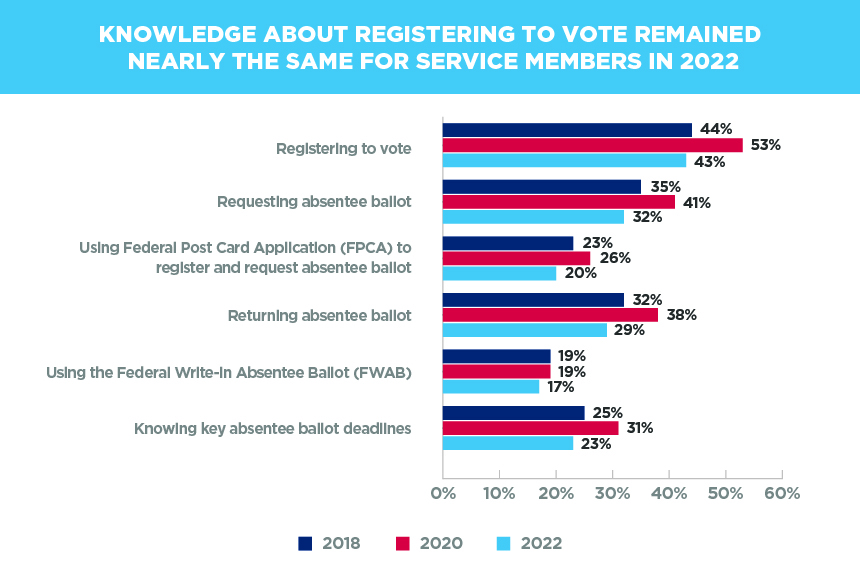 KNOWLEDGE ABOUT REGISTERING TO VOTE REMAINED
NEARLY THE SAME FOR SERVICE MEMBERS IN 2022
Registering to vote
44%
53%
43%
Requesting absentee ballot
35%
41%
32%
Using Federal Post Card Application (FPCA) to
register and request absentee ballot
23%
26%
20%
Returning absentee ballot
32%
38%
29%
Using the Federal Write-In Absentee Ballot (FWAB)
19%
19%
17%
Knowing key absentee ballot deadlines
25%
31%
23%
0% 10% 20% 30% 40% 50% 60%
2018 2020 2022